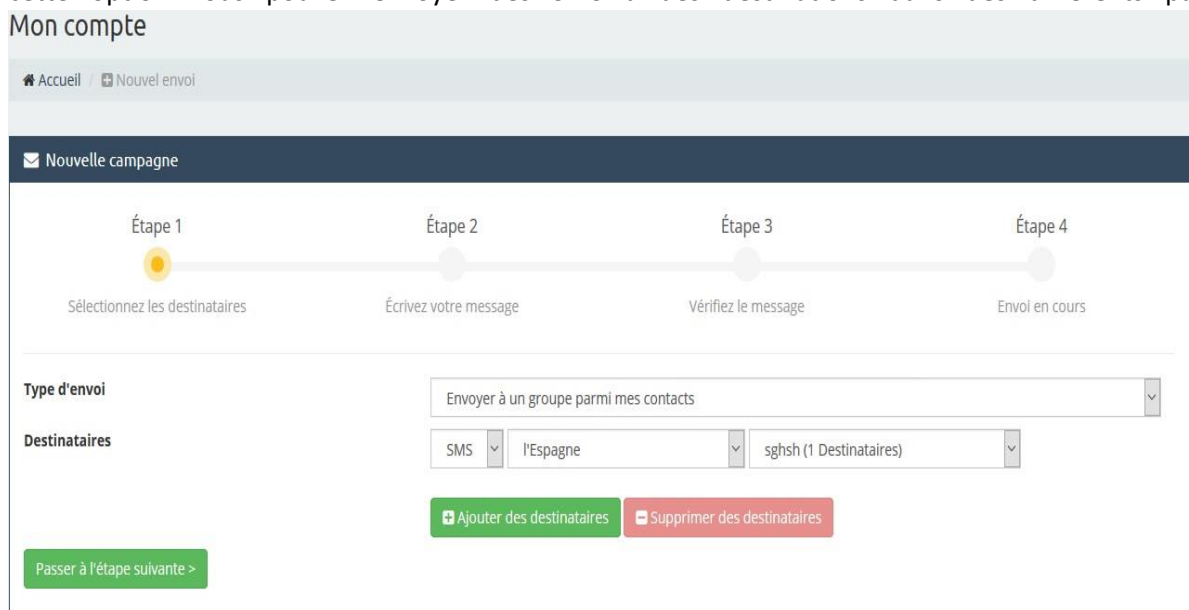 Mon compte
Accueil / Nouvel envoi
Nouvelle campagne
Étape 1 Étape 2 Étape 3 Étape 4
Sélectionnez les destinataires Écrivez votre message Vérifiez le message Envoi en cours
Type d'envoi Envoyer à un groupe parmi mes contacts
Destinataires SMS l'Espagne sghsh (1 Destinataires)
Ajouter des destinataires Supprimer des destinataires
Passer à l'étape suivante >